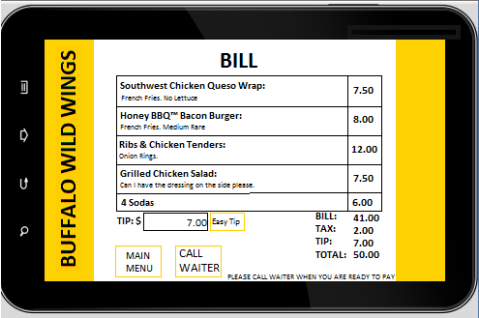 BUFFALO WILD WINGS
BILL
Southwest Chicken Queso Wrap: 7.50
French Fries. No Lettuce
Honey BBQ™ Bacon Burger: 8.00
French Fries. Medium Rare
Ribs & Chicken Tenders: 12.00
Onion Rings.
Grilled Chicken Salad: 7.50
Can I have the dressing on the side please.
4 Sodas 6.00
TIP: $ 7.00 Easy Tip
BILL: 41.00
TAX: 2.00
TIP: 7.00
TOTAL: 50.00
MAIN
MENU
CALL
WAITER
PLEASE CALL WAITER WHEN YOU ARE READY TO PAY